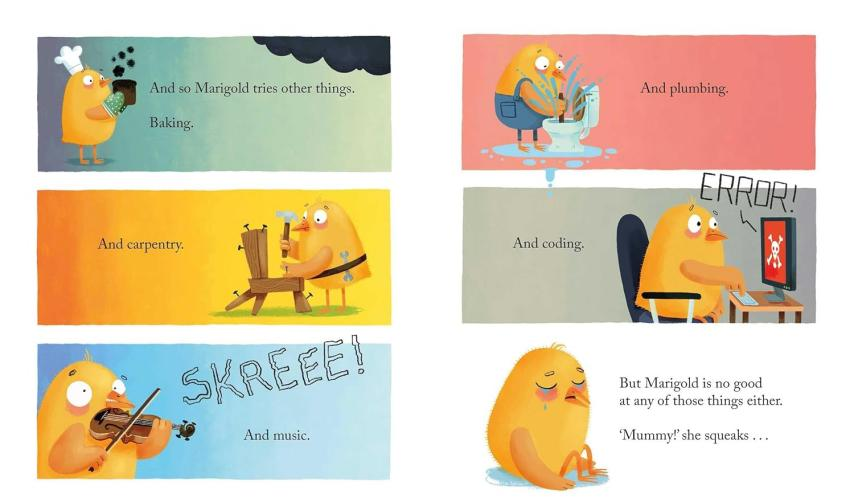 And so Marigold tries other things.
Baking.
And carpentry.
SKREEE!
And music.
And plumbing.
ERROR!
And coding.
But Marigold is no good
at any of those things either.
‘Mummy!’ she squeaks . . .